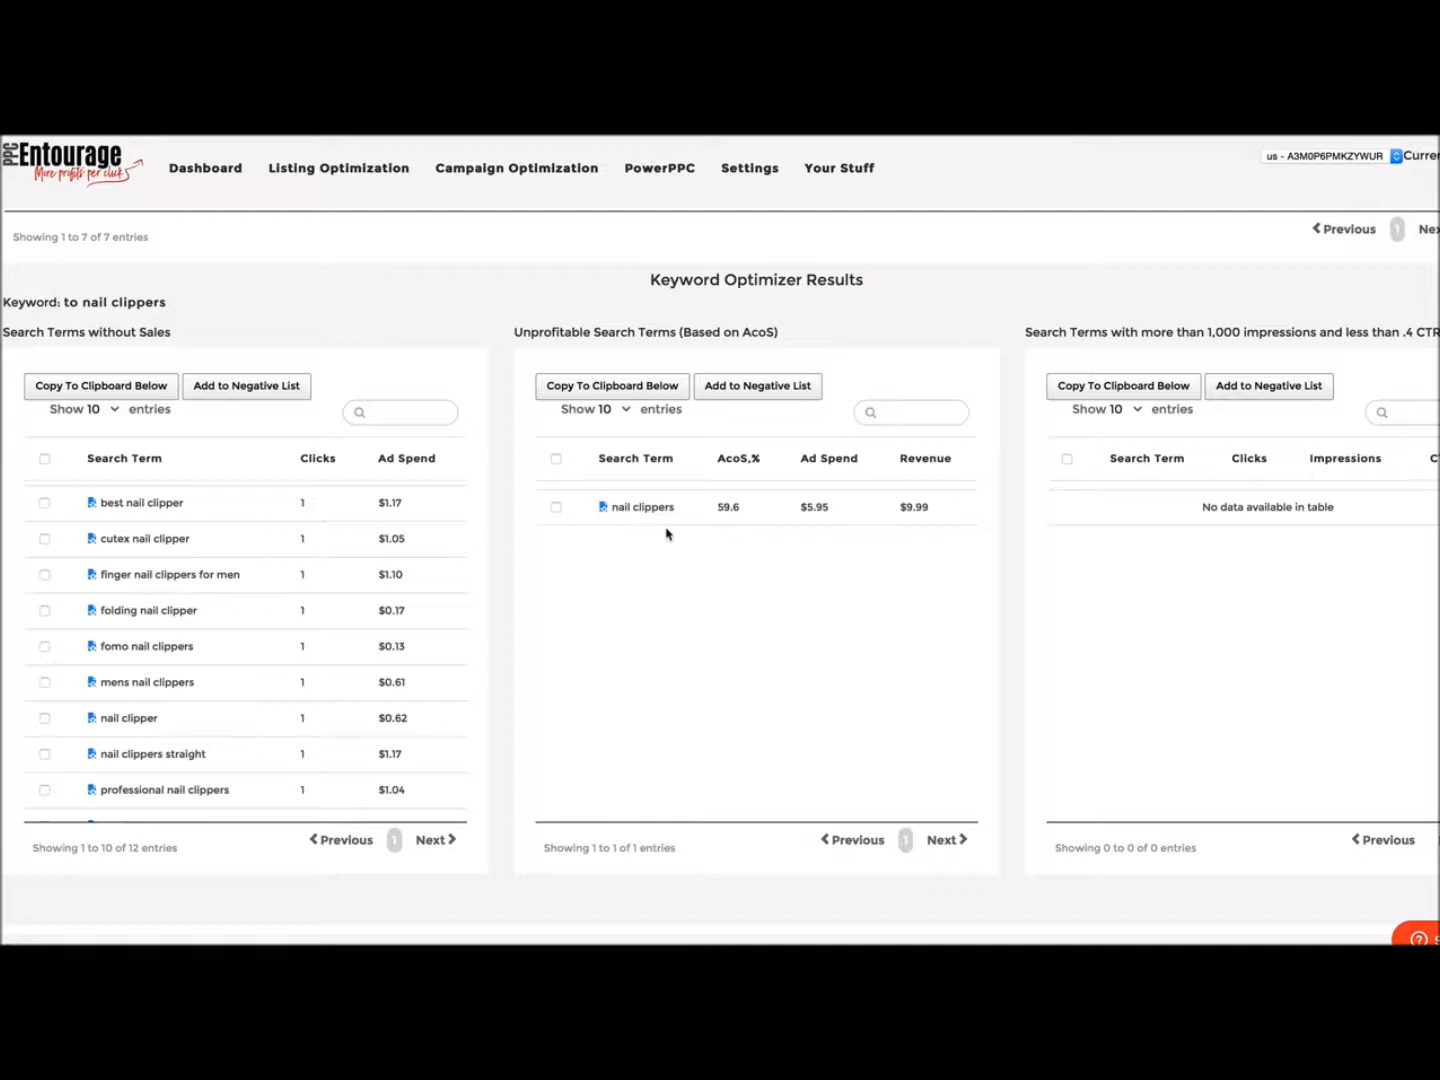 PPC Entourage
More profits per click
Dashboard Listing Optimization Campaign Optimization PowerPPC Settings Your Stuff
us - A3M0P6PMKZYWUR Curren
Showing 1 to 7 of 7 entries
Previous 1 Nex
Keyword Optimizer Results
Keyword: to nail clippers
Search Terms without Sales
Copy To Clipboard Below Add to Negative List
Show 10 entries
Search Term Clicks Ad Spend
best nail clipper 1 $1.17
cutex nail clipper 1 $1.05
finger nail clippers for men 1 $1.10
folding nail clipper 1 $0.17
fomo nail clippers 1 $0.13
mens nail clippers 1 $0.61
nail clipper 1 $0.62
nail clippers straight 1 $1.17
professional nail clippers 1 $1.04
Previous 1 Next
Showing 1 to 10 of 12 entries
Unprofitable Search Terms (Based on AcoS)
Copy To Clipboard Below Add to Negative List
Show 10 entries
Search Term AcoS,% Ad Spend Revenue
nail clippers 59.6 $5.95 $9.99
Previous 1 Next
Showing 1 to 1 of 1 entries
Search Terms with more than 1,000 impressions and less than .4 CTR
Copy To Clipboard Below Add to Negative List
Show 10 entries
Search Term Clicks Impressions C
No data available in table
Previous
Showing 0 to 0 of 0 entries